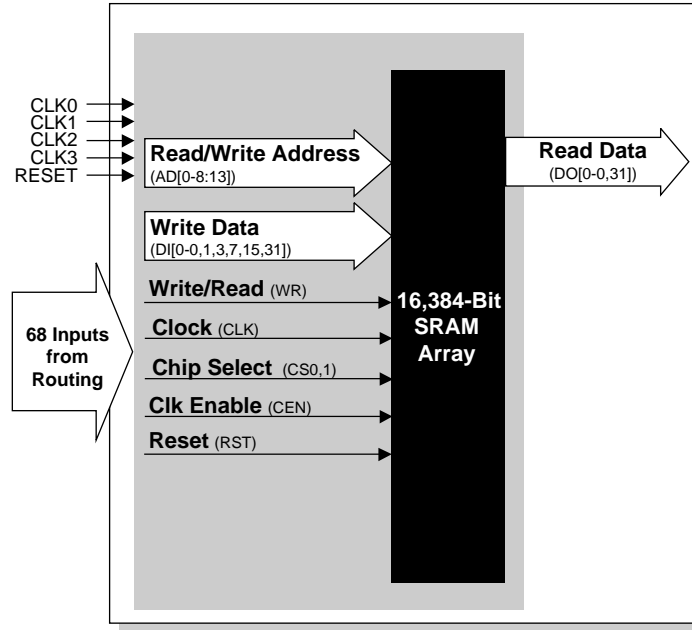 CLK0
CLK1
CLK2
CLK3
RESET
Read/Write Address
(AD[0-8:13])
Read Data
(DO[0-0,31])
Write Data
(DI[0-0,1,3,7,15,31])
68 Inputs
from
Routing
Write/Read (WR)
Clock (CLK)
Chip Select (CS0,1)
Clk Enable (CEN)
Reset (RST)
16,384-Bit
SRAM
Array